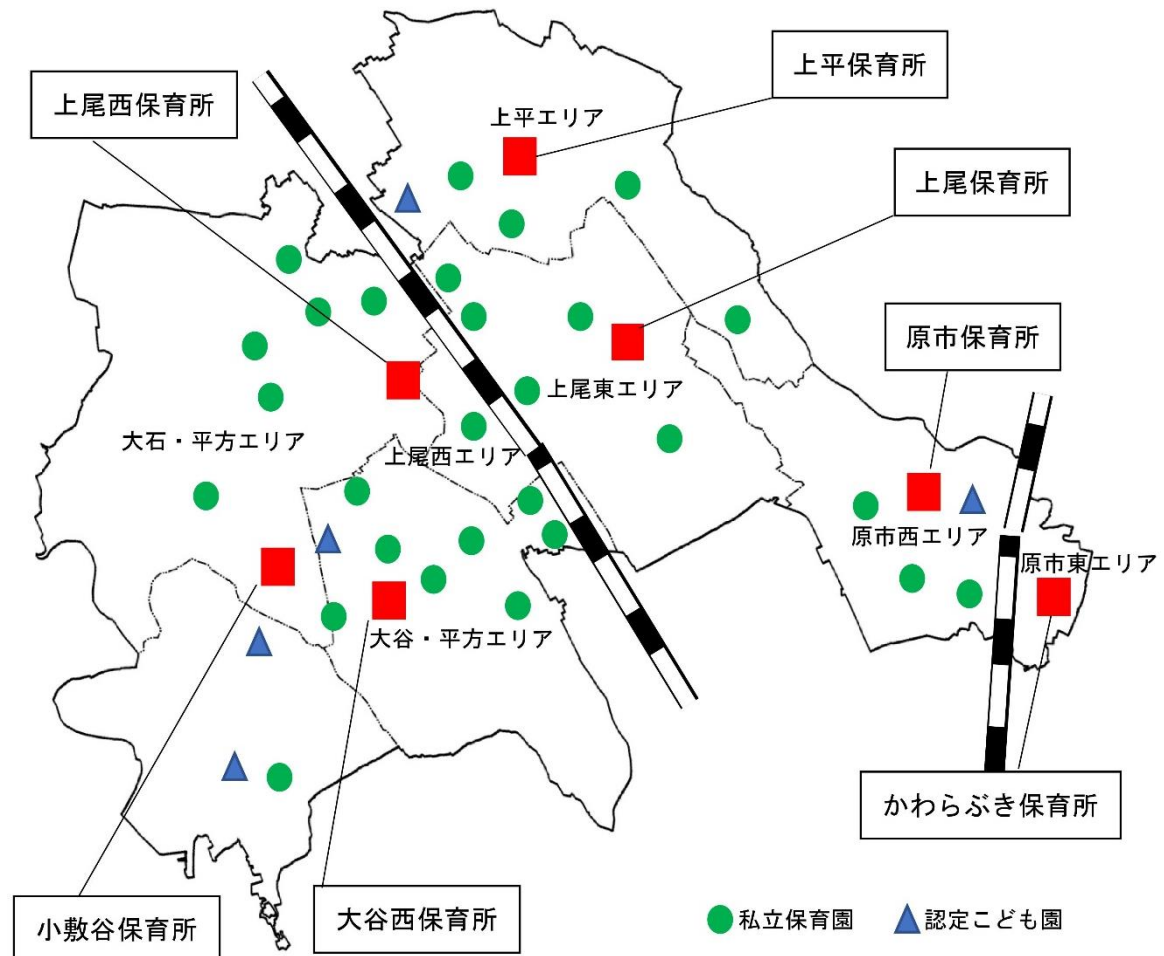 上平保育所
上尾西保育所
上平エリア
上尾保育所
原市保育所
上尾東エリア
大石・平方エリア
上尾西エリア
原市西エリア
原市東エリア
大谷・平方エリア
かわらぶき保育所
小敷谷保育所
大谷西保育所
私立保育園
認定こども園